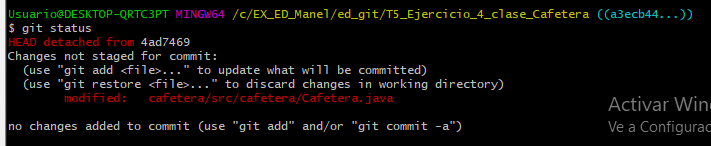 Usuario@DESKTOP-QRTC3PT MINGW64 /c/EX_ED_Manel/ed_git/T5_Ejercicio_4_clase_Cafetera ((a3ecb44...))
$ git status
HEAD detached from 4ad7469
Changes not staged for commit:
  (use "git add <file>..." to update what will be committed)
  (use "git restore <file>..." to discard changes in working directory)
        modified:   cafetera/src/cafetera/Cafetera.java
Activar Win
no changes added to commit (use "git add" and/or "git commit -a")
Ve a Configurac